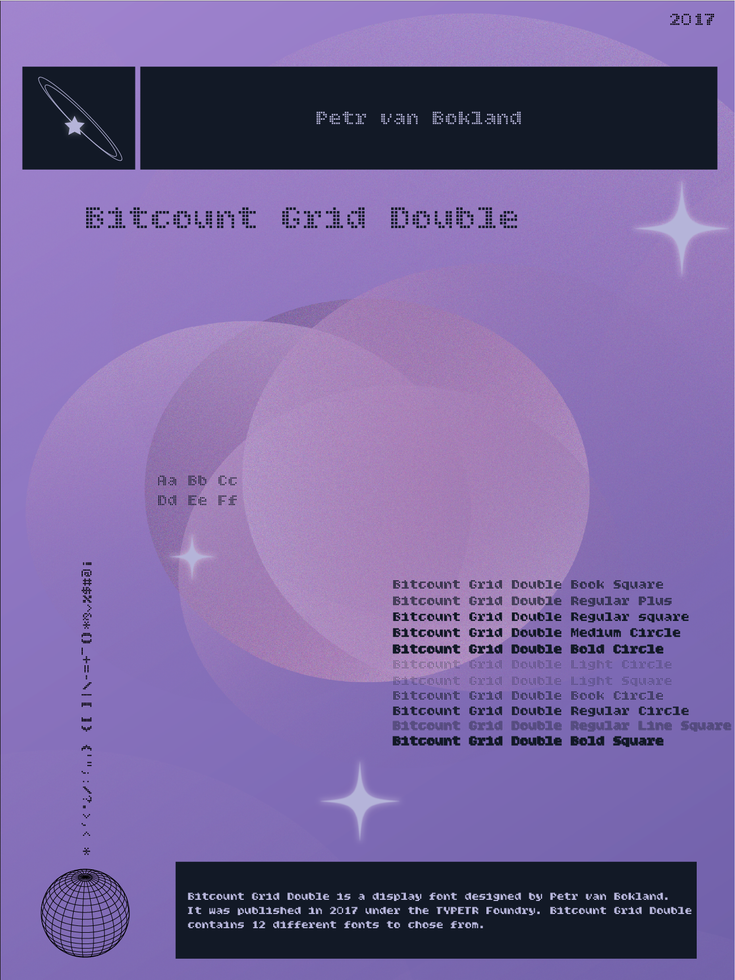 2017
Petr van Bokland
Bitcount Grid Double
Aa Bb Cc
Dd Ee Ff
Bitcount Grid Double Book Square
Bitcount Grid Double Regular Plus
Bitcount Grid Double Regular square
Bitcount Grid Double Medium Circle
Bitcount Grid Double Bold Circle
Bitcount Grid Double Light Circle
Bitcount Grid Double Light Square
Bitcount Grid Double Book Circle
Bitcount Grid Double Regular Circle
Bitcount Grid Double Regular Line Square
Bitcount Grid Double Bold Square
!@#$%^&*()_+=-\|[ ]} {'";:/?.>,< *
Bitcount Grid Double is a display font designed by Petr van Bokland.
It was published in 2017 under the TYPETR Foundry. Bitcount Grid Double
contains 12 different fonts to chose from.